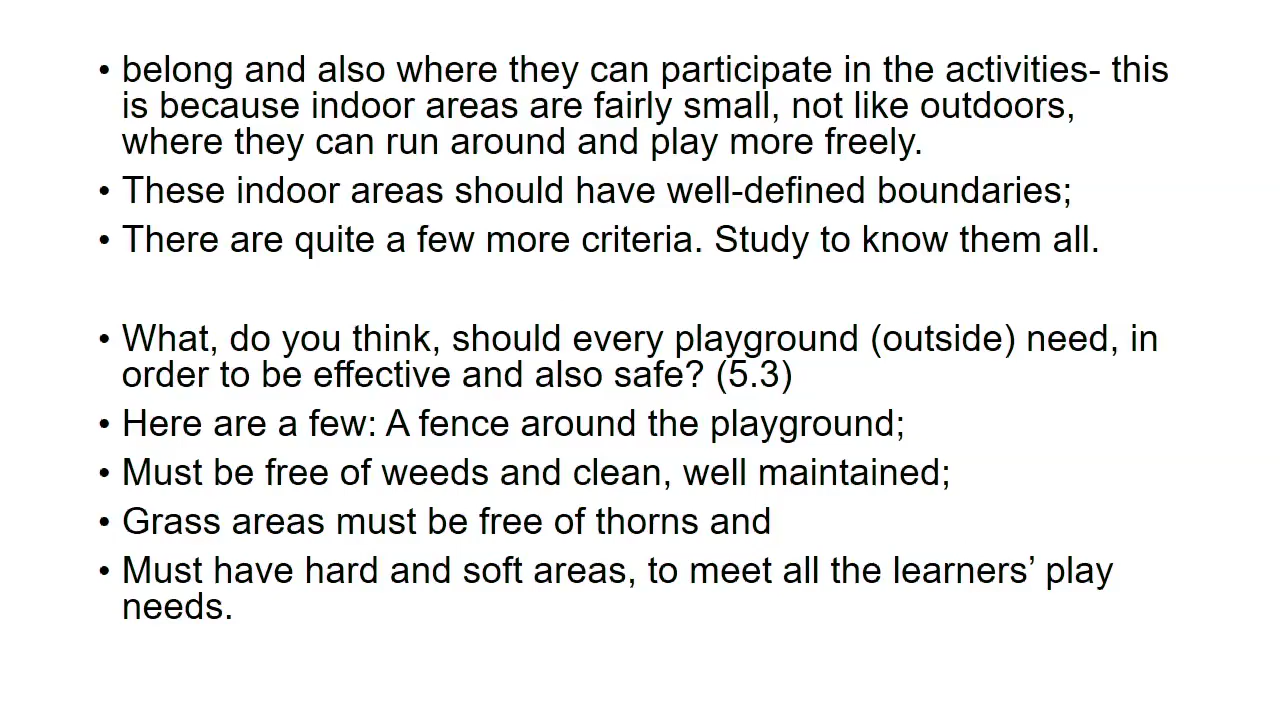 • belong and also where they can participate in the activities- this
is because indoor areas are fairly small, not like outdoors,
where they can run around and play more freely.
• These indoor areas should have well-defined boundaries;
• There are quite a few more criteria. Study to know them all.
• What, do you think, should every playground (outside) need, in
order to be effective and also safe? (5.3)
• Here are a few: A fence around the playground;
• Must be free of weeds and clean, well maintained;
• Grass areas must be free of thorns and
• Must have hard and soft areas, to meet all the learners’ play
needs.